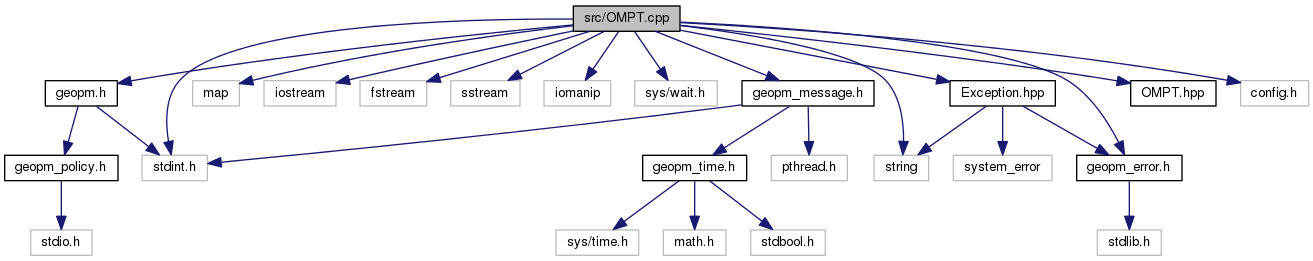 src/OMPT.cpp
geopm.h
map
iostream
fstream
sstream
iomanip
sys/wait.h
geopm_message.h
Exception.hpp
OMPT.hpp
config.h
geopm_policy.h
stdint.h
geopm_time.h
pthread.h
string
system_error
geopm_error.h
stdio.h
sys/time.h
math.h
stdbool.h
stdlib.h